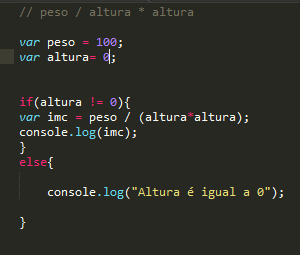 // peso / altura * altura
var peso = 100;
var altura= 0;
if(altura != 0){
var imc = peso / (altura*altura);
console.log(imc);
}
else{
console.log("Altura é igual a 0");
}